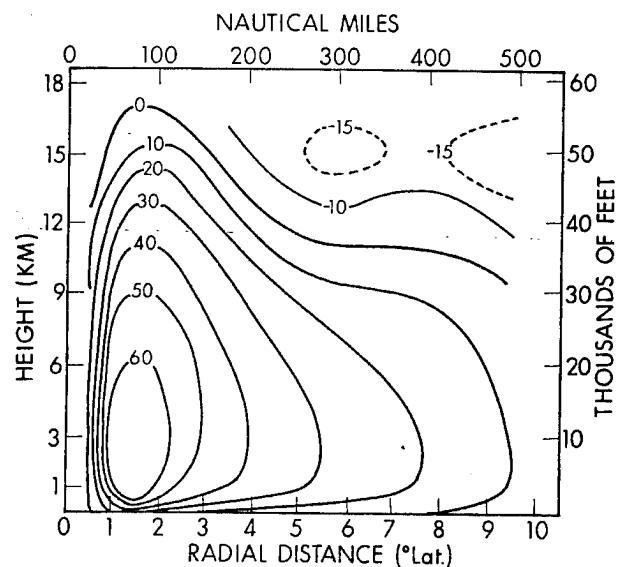 NAUTICAL MILES
0 100 200 300 400 500
18 60
0
-15
10
15 -15 50
20
30 -10
12 40
40
9 50 30
60
6 20
3 10
1
0 1 2 3 4 5 6 7 8 9 10
RADIAL DISTANCE (°Lat.)
HEIGHT (KM)
THOUSANDS OF FEET